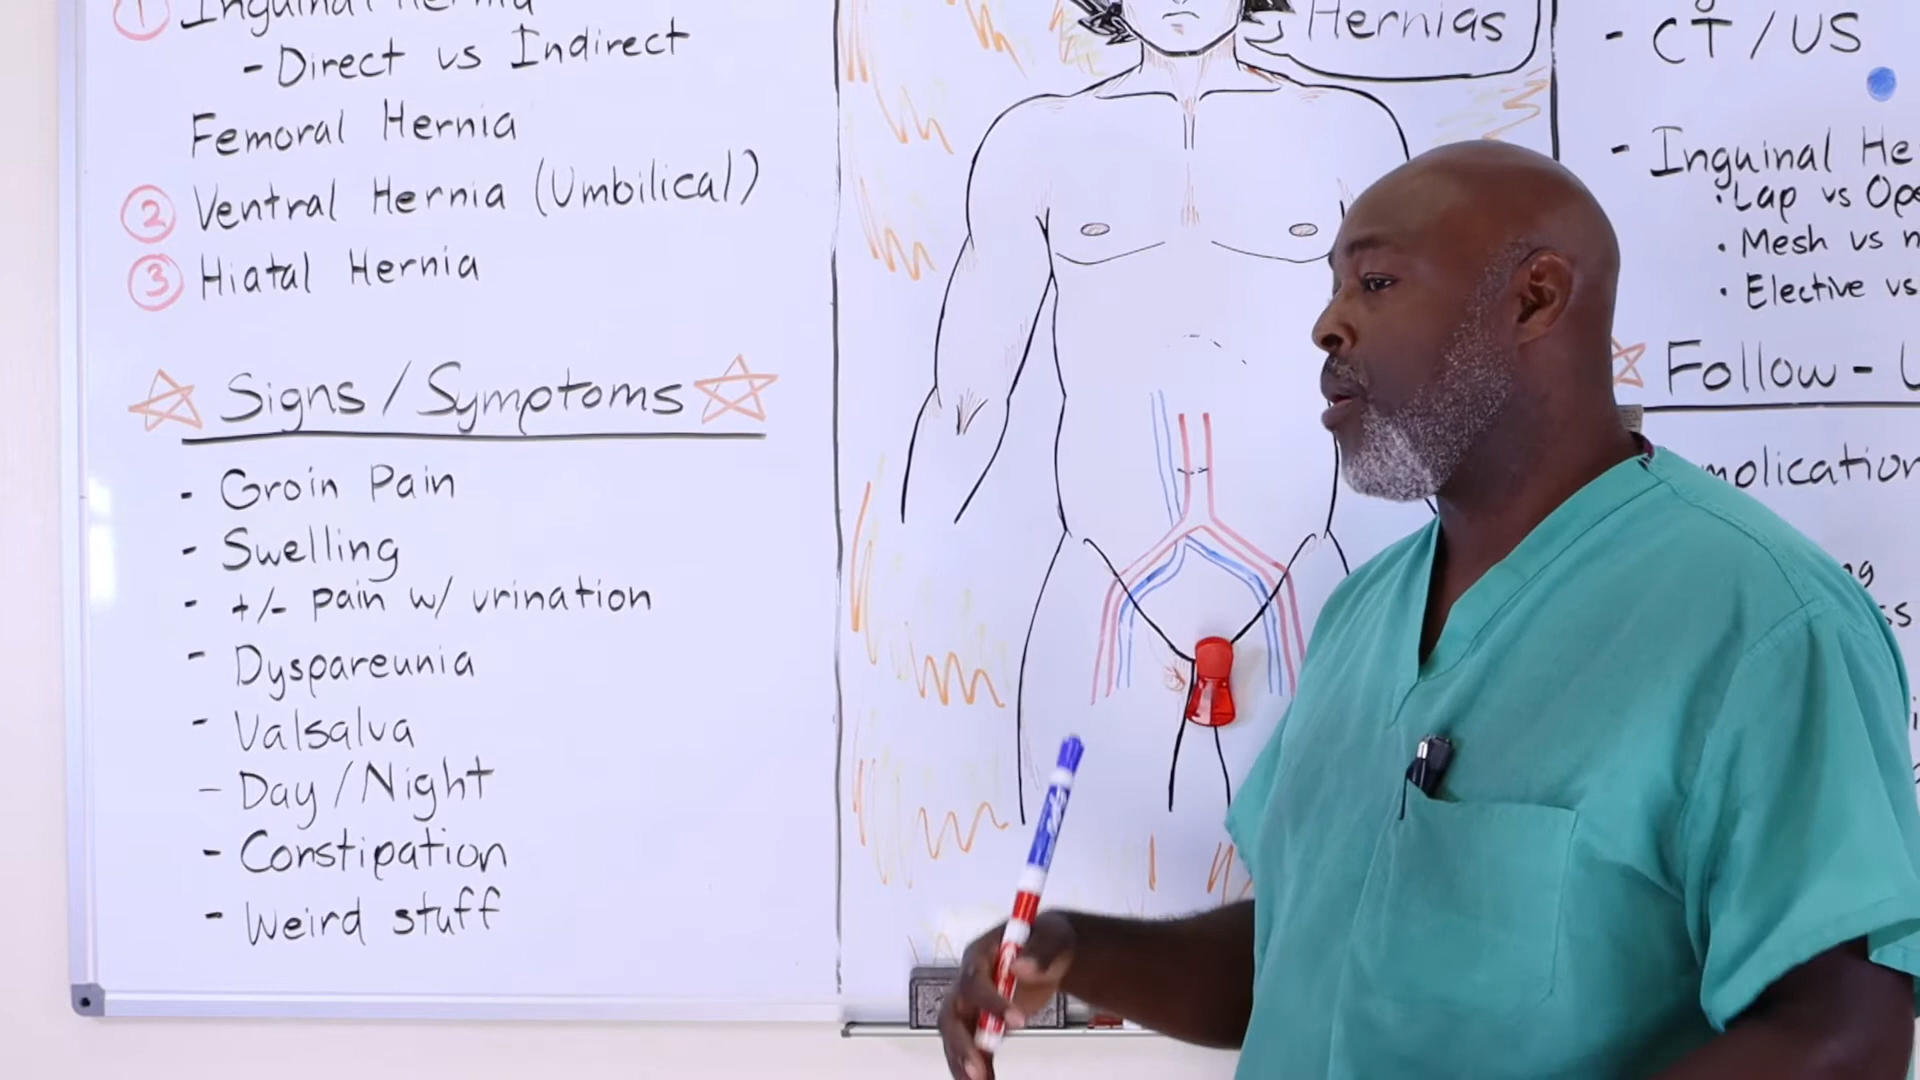 ① Inguinal Hernia
- Direct vs Indirect
Femoral Hernia
② Ventral Hernia (Umbilical)
③ Hiatal Hernia
Signs / Symptoms
- Groin Pain
- Swelling
- +/- pain w/ urination
- Dyspareunia
- Valsalva
- Day / Night
- Constipation
- Weird stuff
Hernias
- CT / US
- Inguinal He
· Lap vs Ope
· Mesh vs n
· Elective vs
Follow - U
mplication